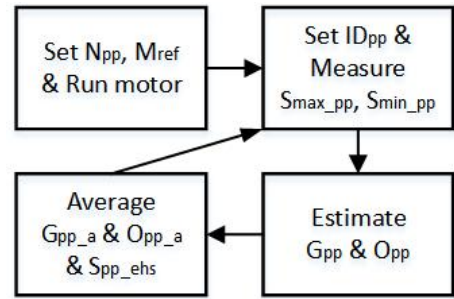 Set Npp, Mref
& Run motor
Set IDpp &
Measure
Smax_pp, Smin_pp
Average
Gpp_a & Opp_a
& Spp_ehs
Estimate
Gpp & Opp